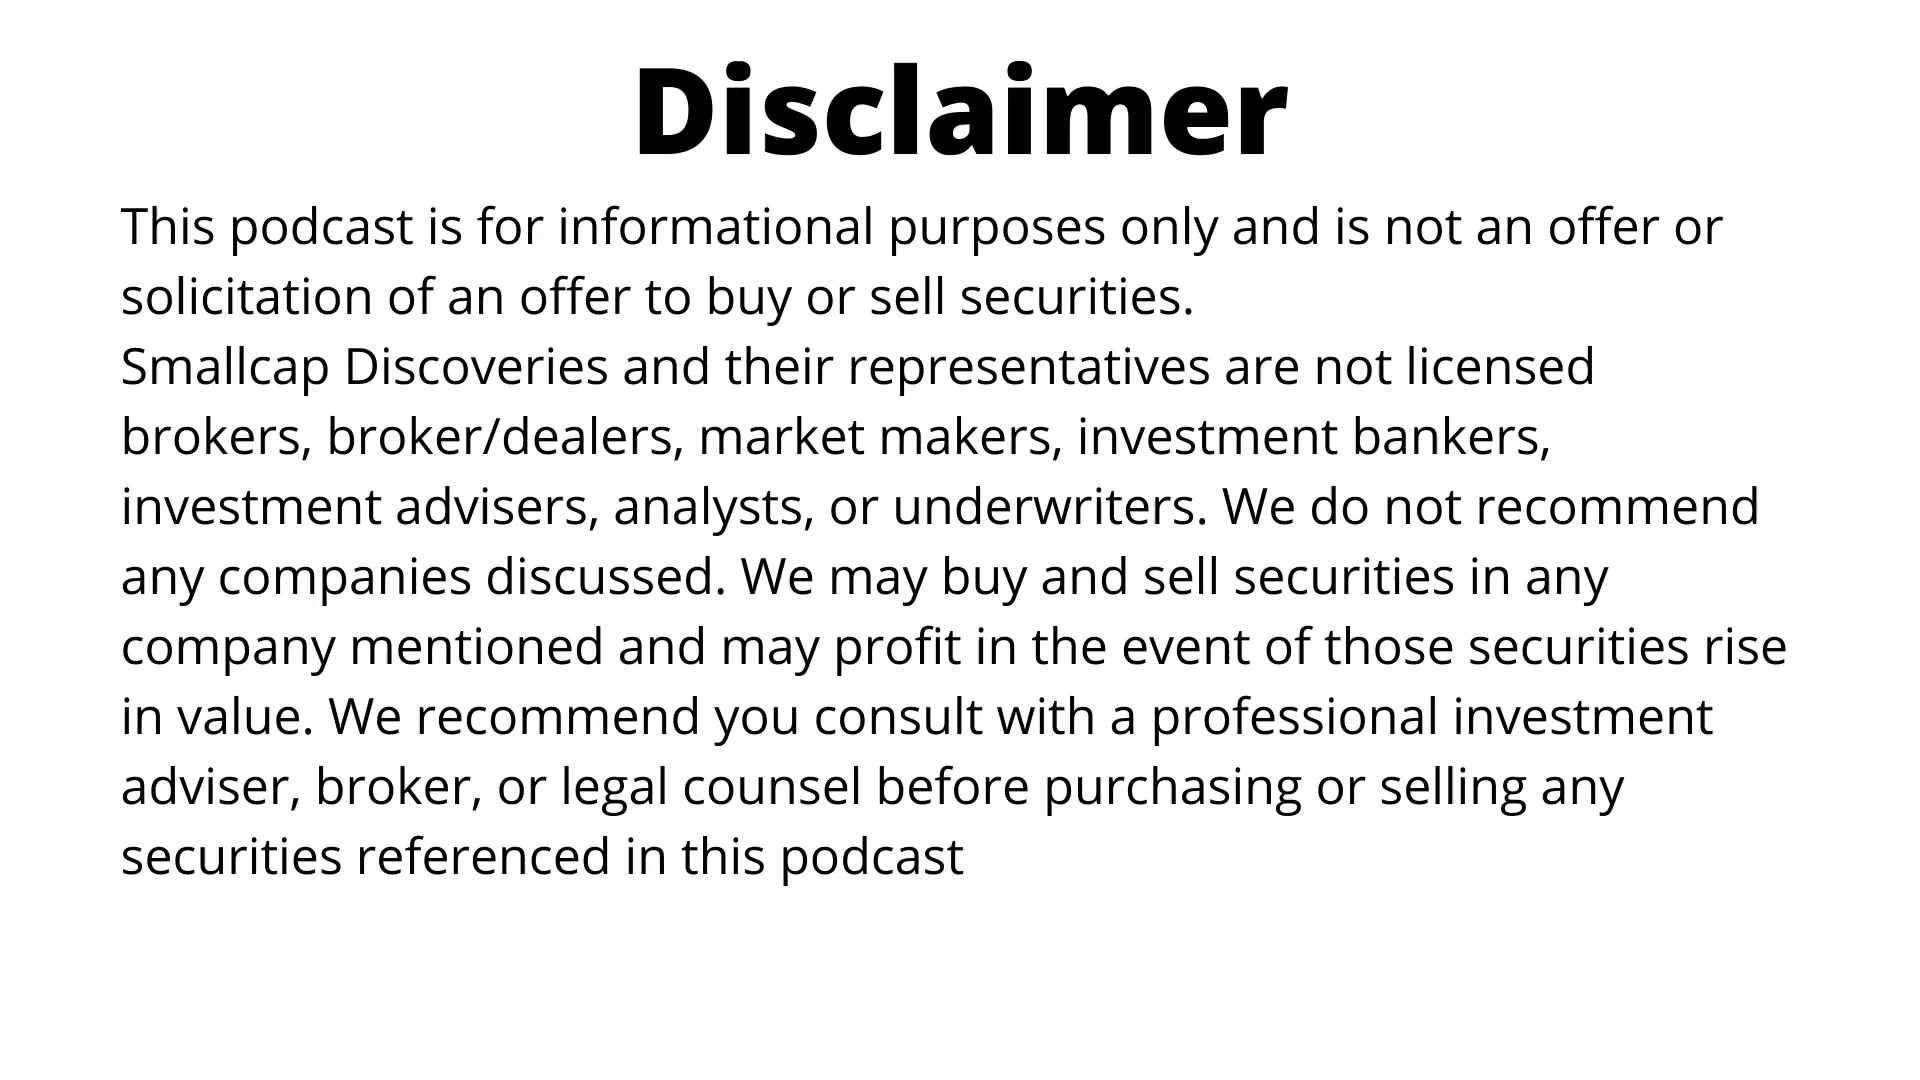 Disclaimer
This podcast is for informational purposes only and is not an offer or
solicitation of an offer to buy or sell securities.
Smallcap Discoveries and their representatives are not licensed
brokers, broker/dealers, market makers, investment bankers,
investment advisers, analysts, or underwriters. We do not recommend
any companies discussed. We may buy and sell securities in any
company mentioned and may profit in the event of those securities rise
in value. We recommend you consult with a professional investment
adviser, broker, or legal counsel before purchasing or selling any
securities referenced in this podcast